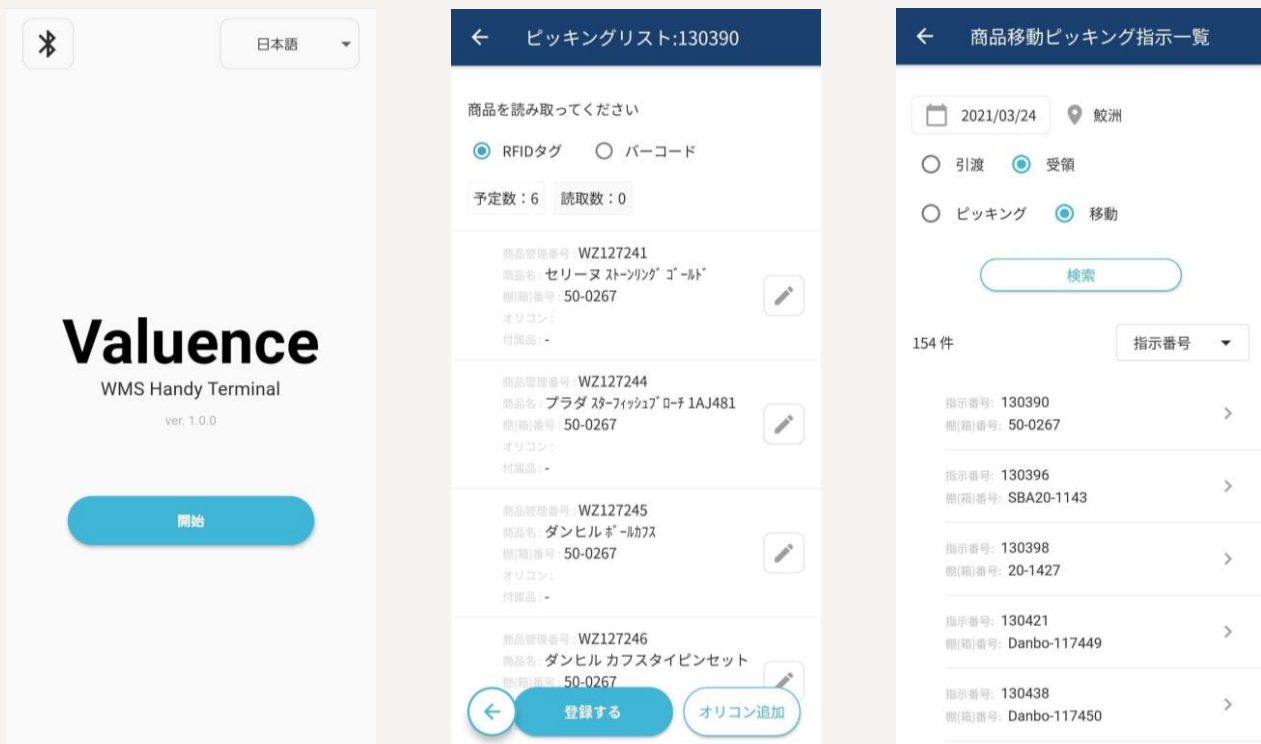 日本語
Valuence
WMS Handy Terminal
ver. 1.0.0
開始
ピッキングリスト:130390
商品を読み取ってください
RFIDタグ
バーコード
予定数：6
読取数：0
商品管理番号 : WZ127241
商品名 : セリーヌ ｽﾄｰﾝﾘﾝｸﾞ ｺﾞｰﾙﾄﾞ
棚(箱)番号 : 50-0267
オリコン :
付属品 : -
商品管理番号 : WZ127244
商品名 : プラダ ｽﾀｰﾌｨｯｼｭﾌﾞﾛｰﾁ 1AJ481
棚(箱)番号 : 50-0267
オリコン :
付属品 : -
商品管理番号 : WZ127245
商品名 : ダンヒル ﾎﾞｰﾙｶﾌｽ
棚(箱)番号 : 50-0267
オリコン :
付属品 : -
商品管理番号 : WZ127246
商品名 : ダンヒル カフスタイピンセット
棚(箱)番号 : 50-0267
登録する
オリコン追加
商品移動ピッキング指示一覧
2021/03/24
鮫洲
引渡
受領
ピッキング
移動
検索
154 件
指示番号
指示番号: 130390
棚(箱)番号: 50-0267
指示番号: 130396
棚(箱)番号: SBA20-1143
指示番号: 130398
棚(箱)番号: 20-1427
指示番号: 130421
棚(箱)番号: Danbo-117449
指示番号: 130438
棚(箱)番号: Danbo-117450